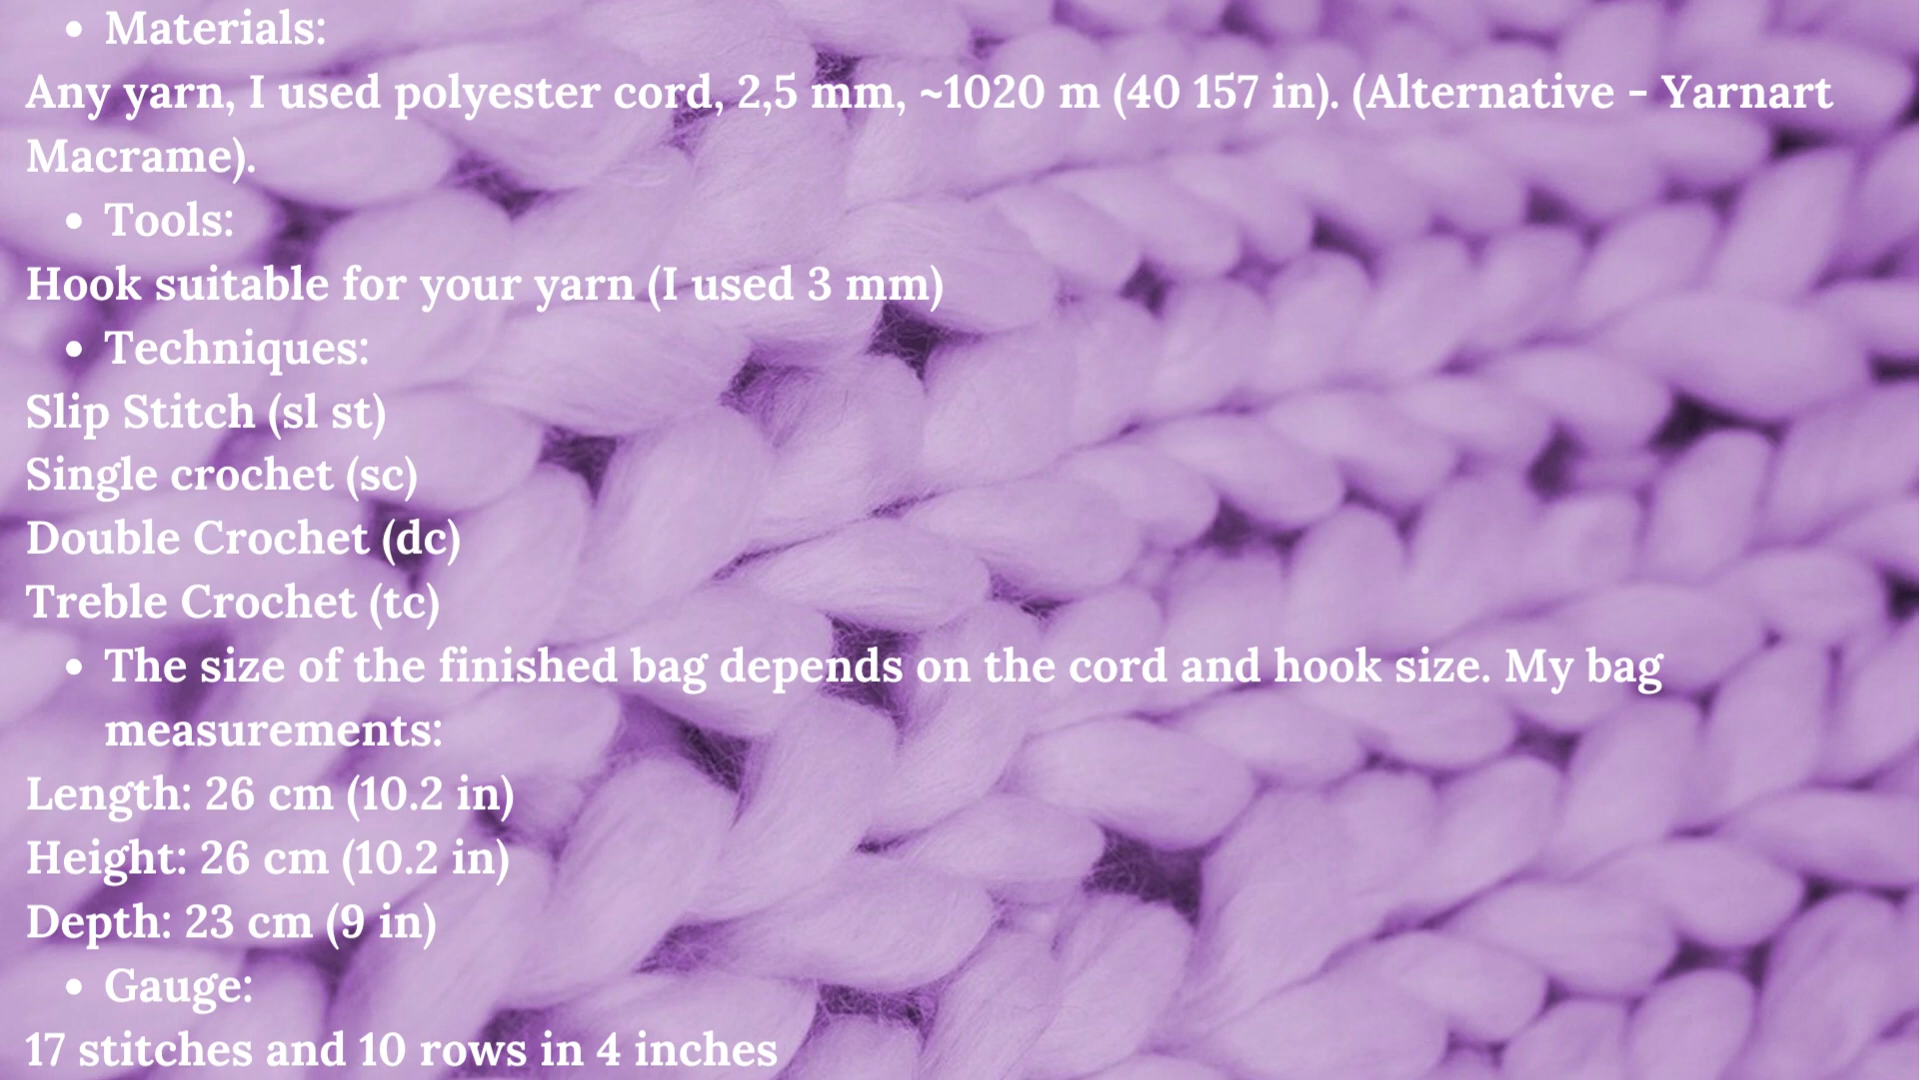 • Materials:
Any yarn, I used polyester cord, 2,5 mm, ~1020 m (40 157 in). (Alternative - Yarnart
Macrame).
• Tools:
Hook suitable for your yarn (I used 3 mm)
• Techniques:
Slip Stitch (sl st)
Single crochet (sc)
Double Crochet (dc)
Treble Crochet (tc)
• The size of the finished bag depends on the cord and hook size. My bag
measurements:
Length: 26 cm (10.2 in)
Height: 26 cm (10.2 in)
Depth: 23 cm (9 in)
• Gauge:
17 stitches and 10 rows in 4 inches